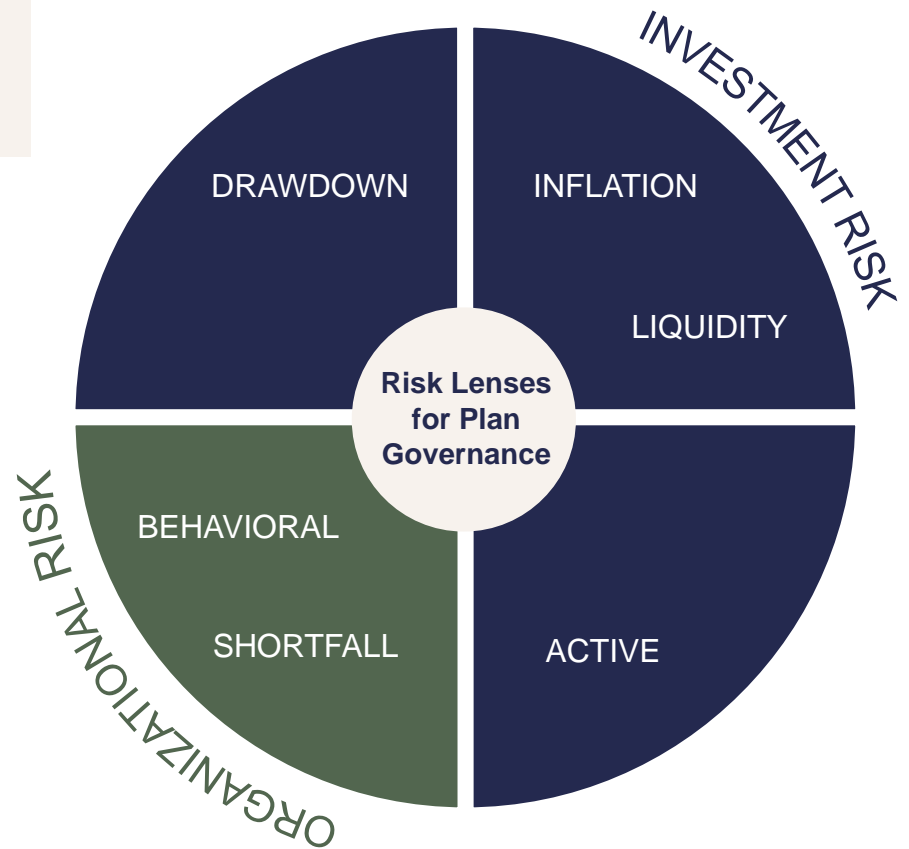 INVESTMENT RISK
DRAWDOWN
INFLATION
LIQUIDITY
Risk Lenses
for Plan
Governance
BEHAVIORAL
SHORTFALL
ACTIVE
ORGANIZATIONAL RISK